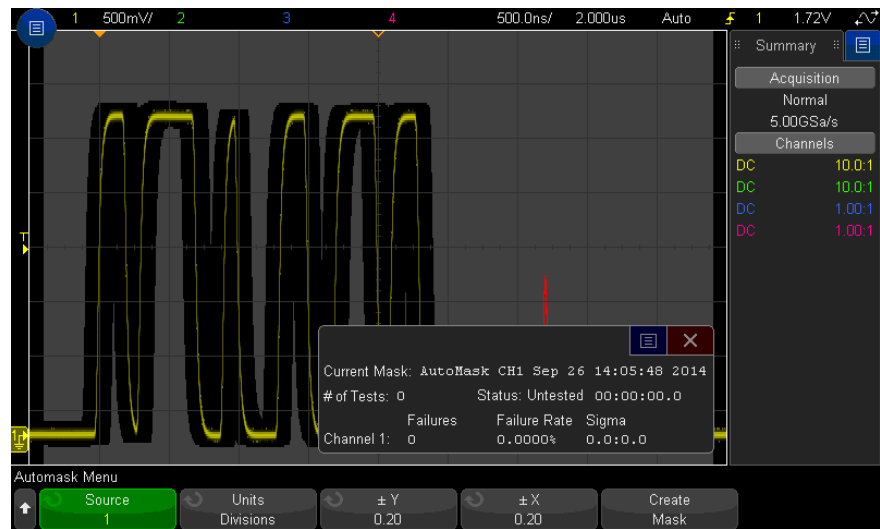 1 500mV/ 2 3 4 500.0ns/ 2.000us Auto 1 1.72V
Summary
Acquisition
Normal
5.00GSa/s
Channels
DC 10.0:1
DC 10.0:1
DC 1.00:1
DC 1.00:1
T
1
Current Mask: AutoMask CH1 Sep 26 14:05:48 2014
# of Tests: 0 Status: Untested 00:00:00.0
Failures Failure Rate Sigma
Channel 1: 0 0.0000% 0.0:0.0
Automask Menu
Source Units ± Y ± X Create
1 Divisions 0.20 0.20 Mask